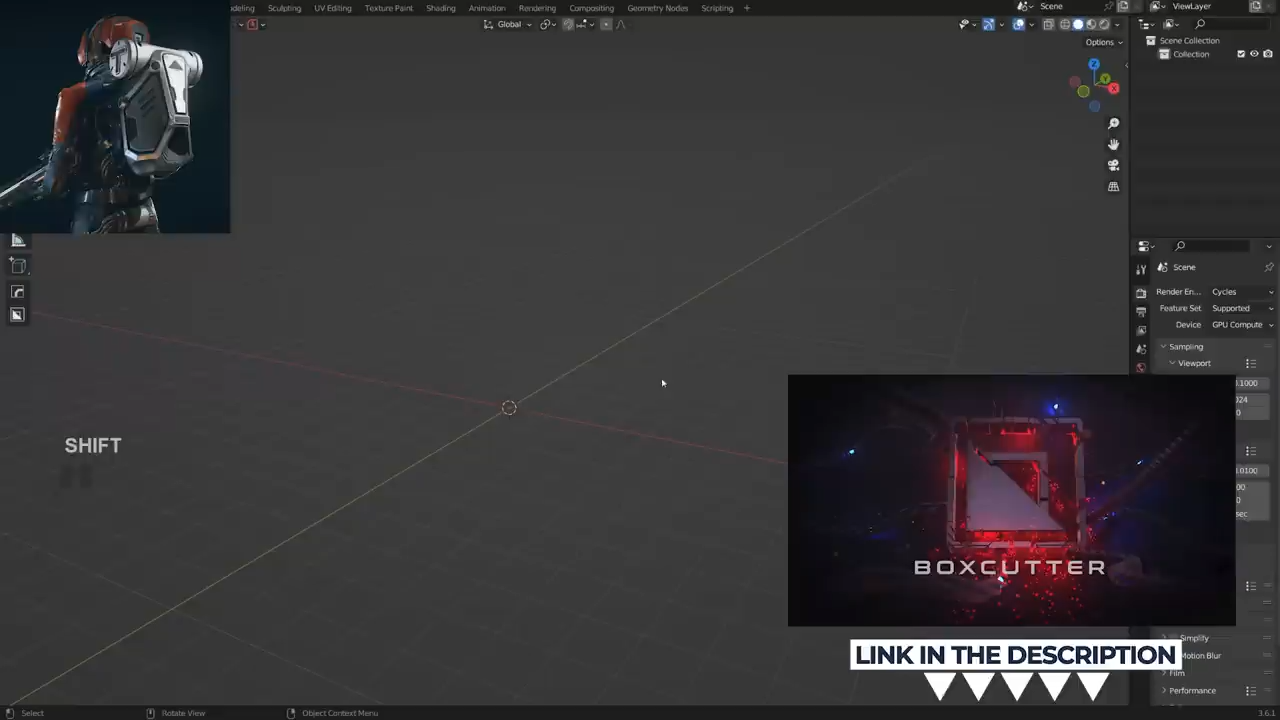 Sculpting UV Editing Texture Paint Shading Animation Rendering Compositing Geometry Nodes Scripting + Scene ViewLayer
Global
Options
Scene Collection
Collection
Z
Y
X
Scene
Render En... Cycles
Feature Set Supported
Device GPU Compute
Sampling
Viewport
SHIFT
BOXCUTTER
LINK IN THE DESCRIPTION
Simplify
Motion Blur
Film
Performance
Select Rotate View Object Context Menu 3.6.1